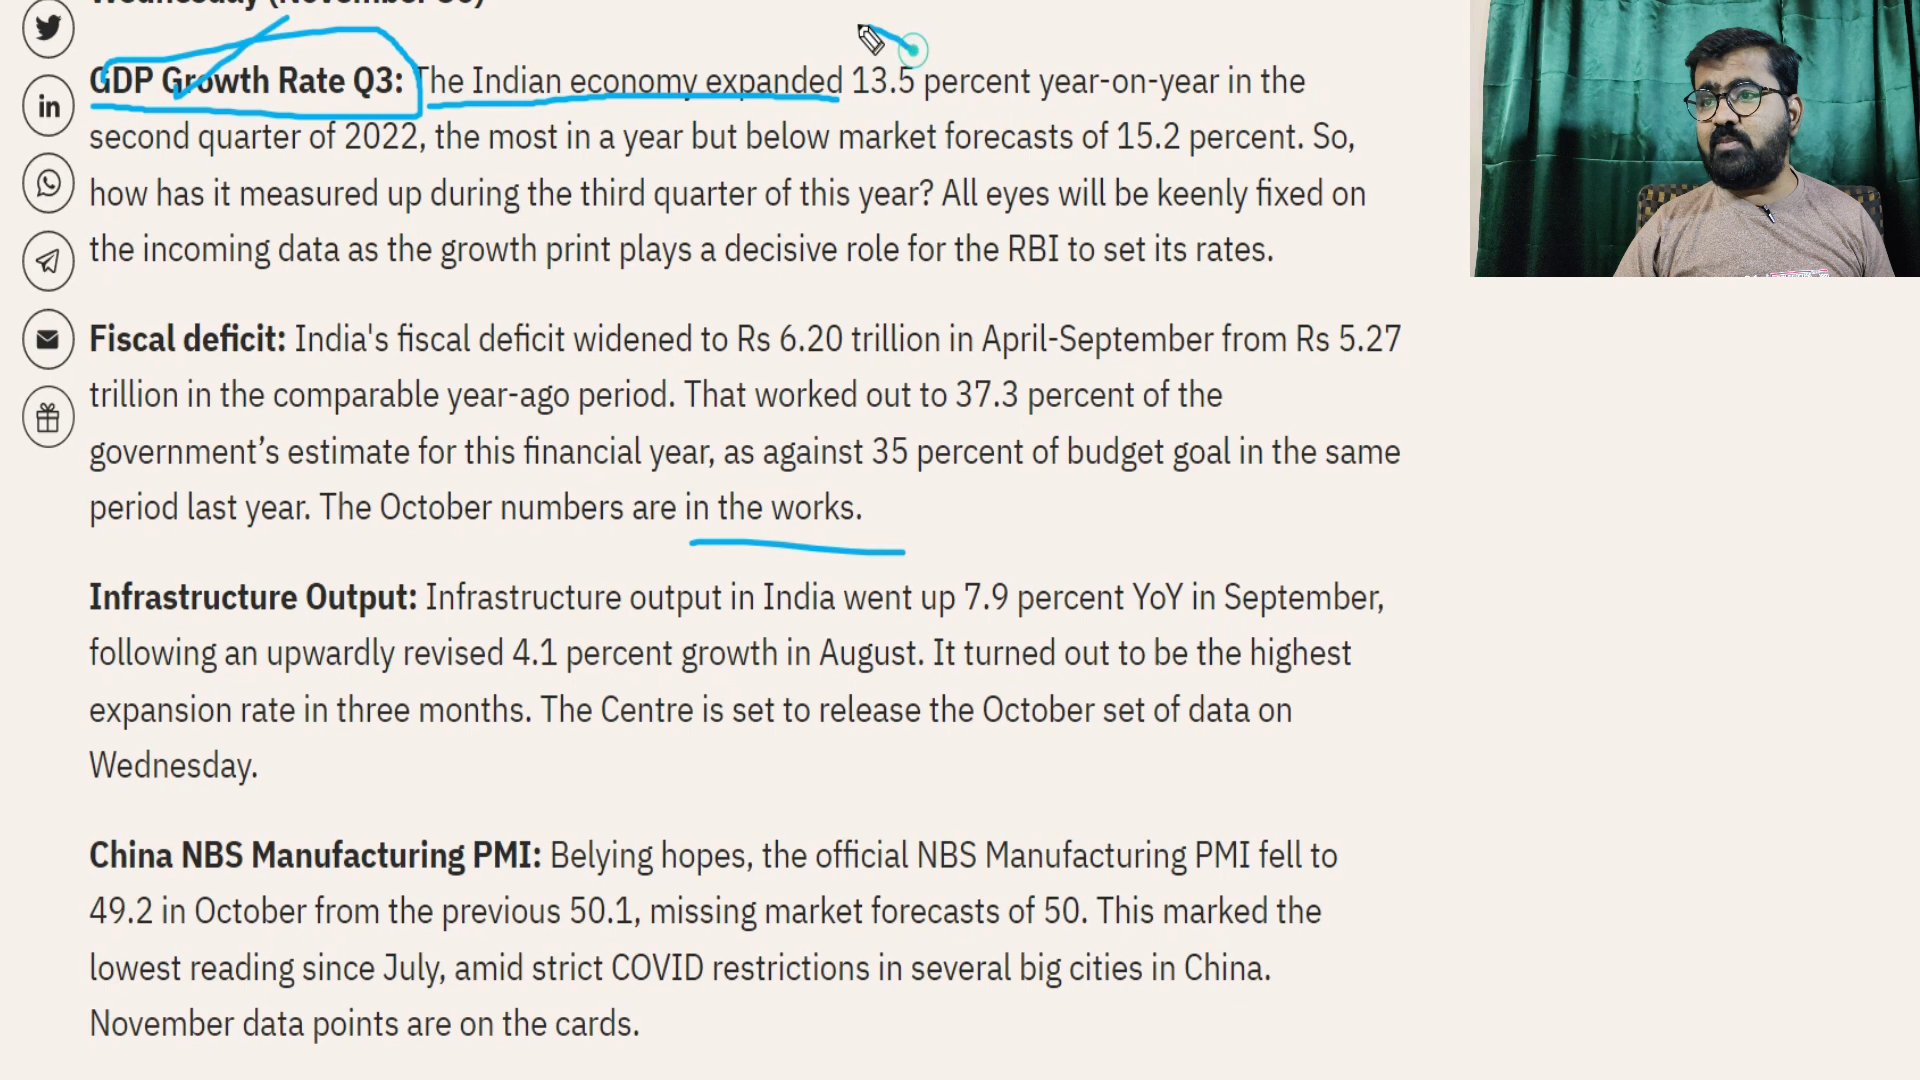 Wednesday (November 30)
GDP Growth Rate Q3: The Indian economy expanded 13.5 percent year-on-year in the
second quarter of 2022, the most in a year but below market forecasts of 15.2 percent. So,
how has it measured up during the third quarter of this year? All eyes will be keenly fixed on
the incoming data as the growth print plays a decisive role for the RBI to set its rates.
in
Fiscal deficit: India's fiscal deficit widened to Rs 6.20 trillion in April-September from Rs 5.27
trillion in the comparable year-ago period. That worked out to 37.3 percent of the
government’s estimate for this financial year, as against 35 percent of budget goal in the same
period last year. The October numbers are in the works.
Infrastructure Output: Infrastructure output in India went up 7.9 percent YoY in September,
following an upwardly revised 4.1 percent growth in August. It turned out to be the highest
expansion rate in three months. The Centre is set to release the October set of data on
Wednesday.
China NBS Manufacturing PMI: Belying hopes, the official NBS Manufacturing PMI fell to
49.2 in October from the previous 50.1, missing market forecasts of 50. This marked the
lowest reading since July, amid strict COVID restrictions in several big cities in China.
November data points are on the cards.